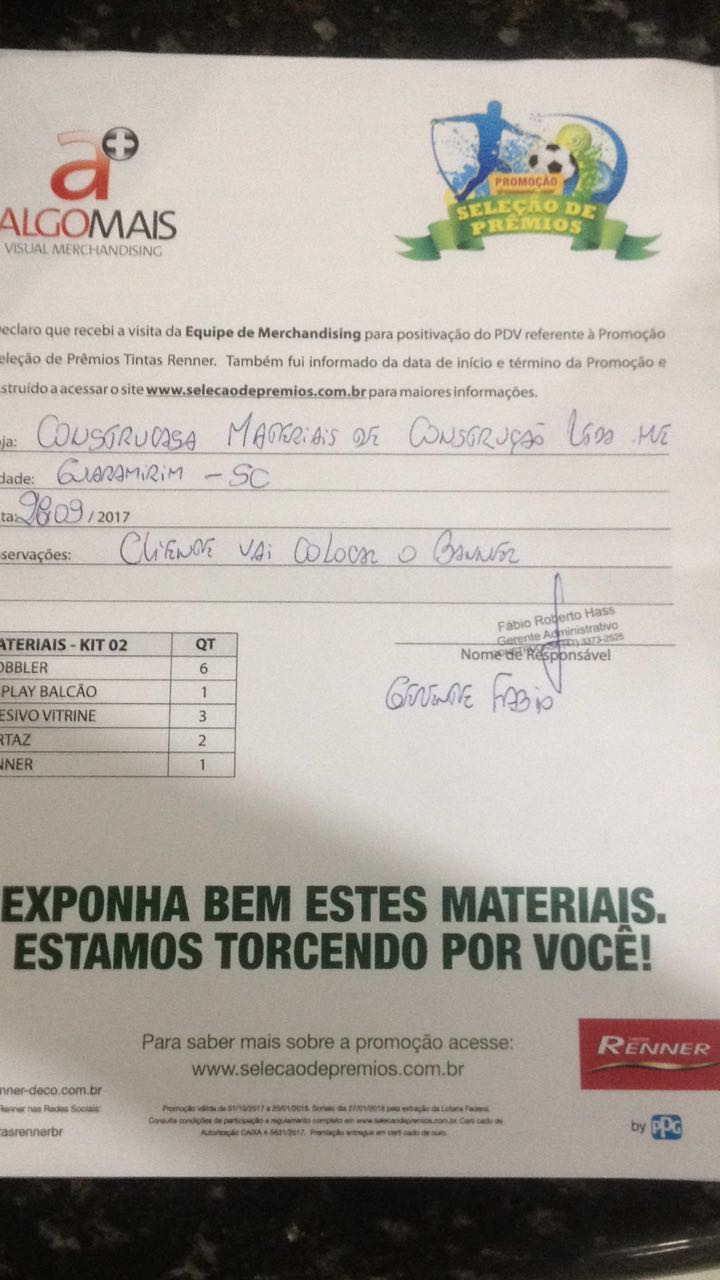 a+
ALGOMAIS
VISUAL MERCHANDISING
PROMOÇÃO
SELEÇÃO DE
PRÊMIOS
eclaro que recebi a visita da Equipe de Merchandising para positivação do PDV referente à Promoção
eleção de Prêmios Tintas Renner. Também fui informado da data de início e término da Promoção e
struído a acessar o site www.selecaodepremios.com.br para maiores informações.
ja: CONSTRUCASA MATERIAIS DE CONSTRUÇÃO LTDA ME
dade: GUARAMIRIM - SC
ta: 28 09 / 2017
servações: CLIENTE VAI COLOCAR O BANNER
Fábio Roberto Hass
Gerente Administrativo
(47) 3373-2525
Nome de Responsável
GERENTE FABIO
ATERIAIS - KIT 02 QT
OBBLER 6
PLAY BALCÃO 1
ESIVO VITRINE 3
RTAZ 2
NNER 1
EXPONHA BEM ESTES MATERIAIS.
ESTAMOS TORCENDO POR VOCÊ!
Para saber mais sobre a promoção acesse:
www.selecaodepremios.com.br
RENNER
nner-deco.com.br
Renner nas Redes Sociais:
asrennerbr
Promoção válida de 01/10/2017 a 20/01/2018. Sorteio dia 27/01/2018 pela extração da Loteria Federal.
Consulte condições de participação e regulamento completo em www.selecaodepremios.com.br. Certificado de
Autorização CAIXA 4-5631/2017. Premiação entregue em certificado de ouro.
by PPG